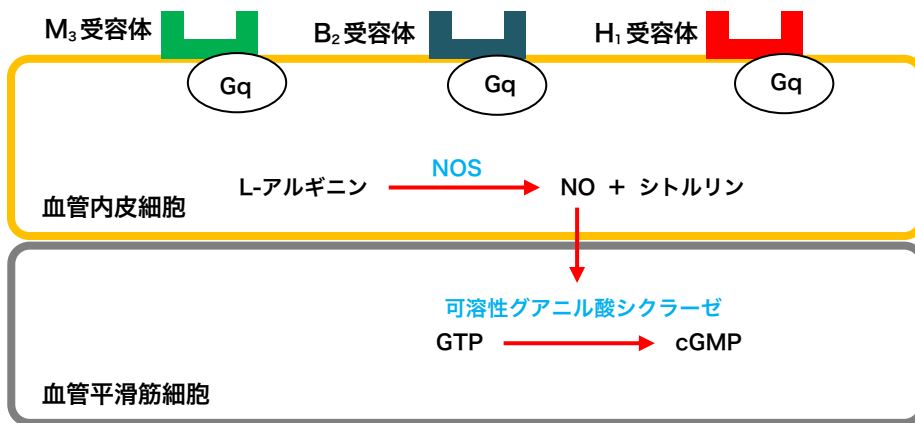 M₃受容体
B₂受容体
H₁受容体
Gq
Gq
Gq
NOS
L-アルギニン
NO + シトルリン
血管内皮細胞
可溶性グアニル酸シクラーゼ
GTP
cGMP
血管平滑筋細胞